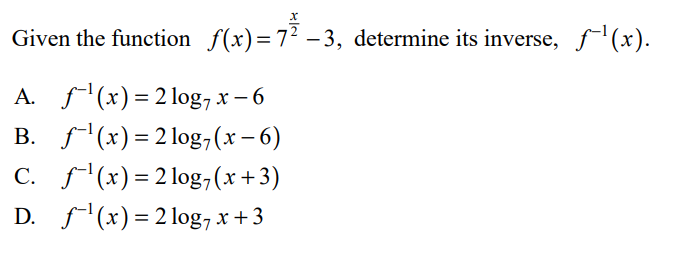 Given the function f(x) = 7^{x/2} − 3, determine its inverse, f⁻¹(x).
A. f⁻¹(x) = 2 log₇ x − 6
B. f⁻¹(x) = 2 log₇(x − 6)
C. f⁻¹(x) = 2 log₇(x + 3)
D. f⁻¹(x) = 2 log₇ x + 3